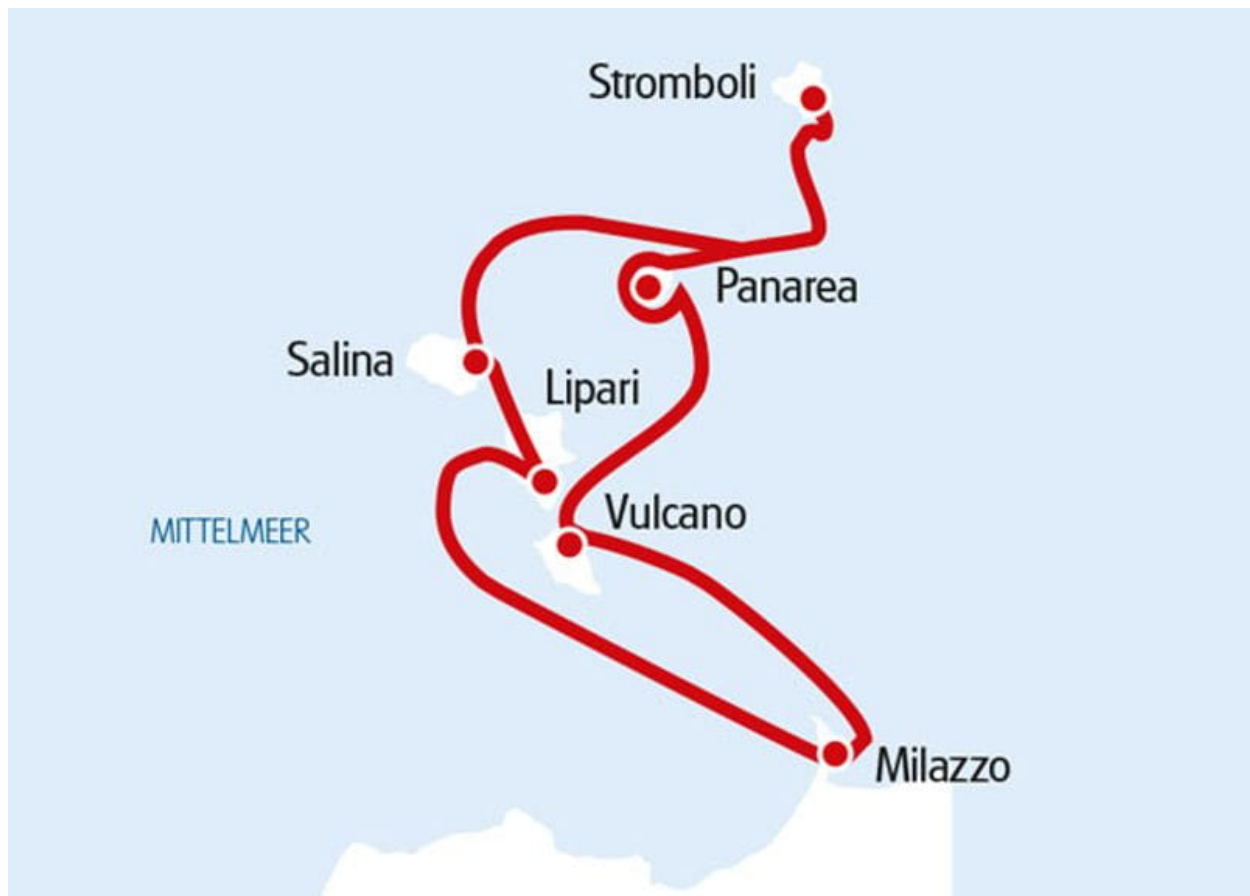 Stromboli
Panarea
Salina
Lipari
Vulcano
MITTELMEER
Milazzo